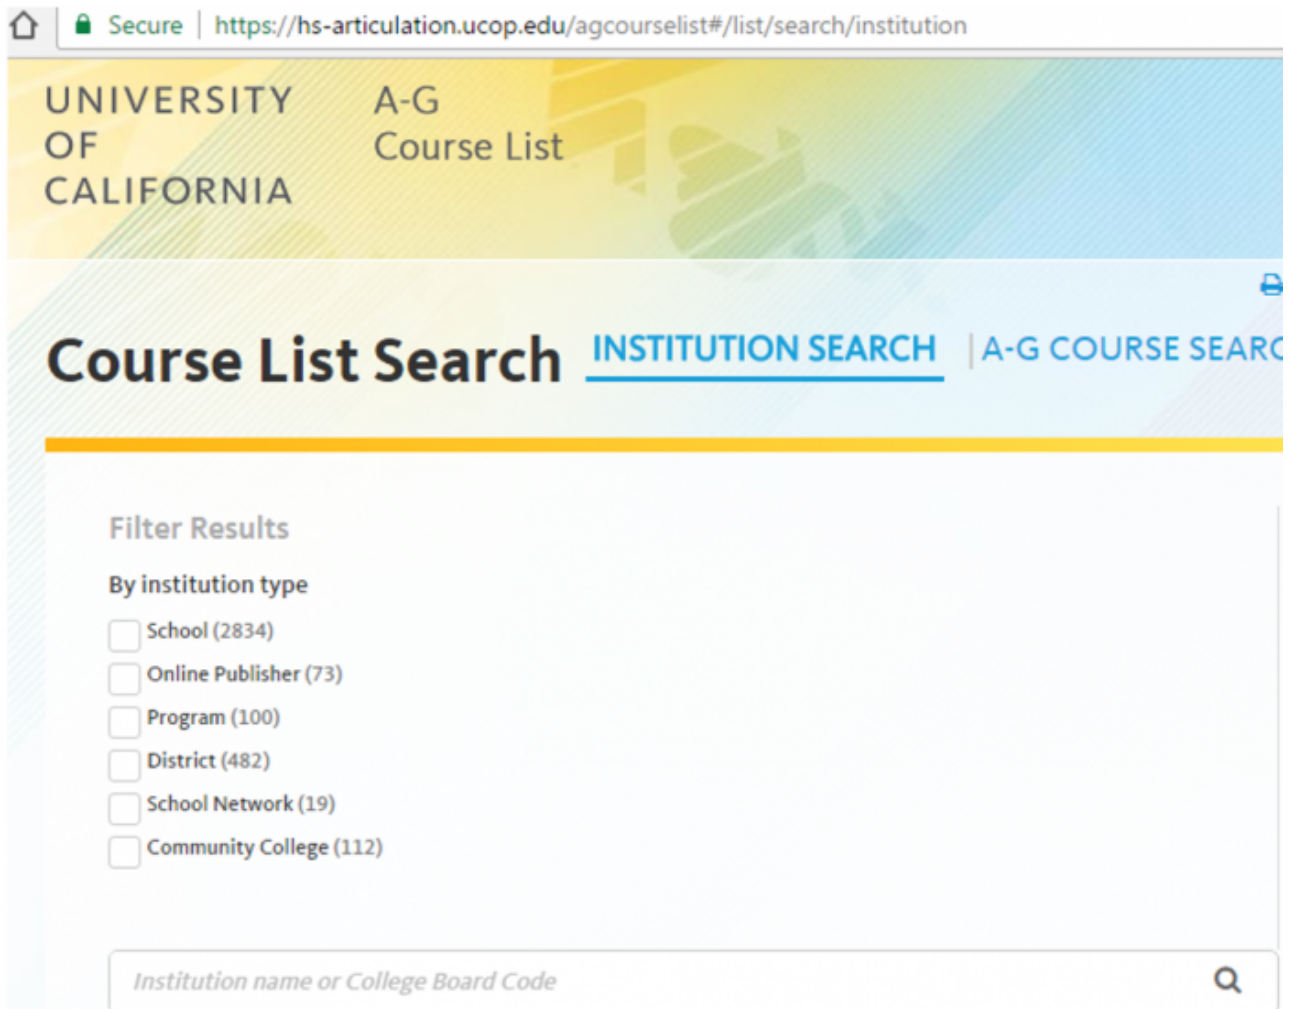 Secure | https://hs-articulation.ucop.edu/agcourselist#/list/search/institution
UNIVERSITY
OF
CALIFORNIA
A-G
Course List
Course List Search INSTITUTION SEARCH | A-G COURSE SEARC
Filter Results
By institution type
School (2834)
Online Publisher (73)
Program (100)
District (482)
School Network (19)
Community College (112)
Institution name or College Board Code